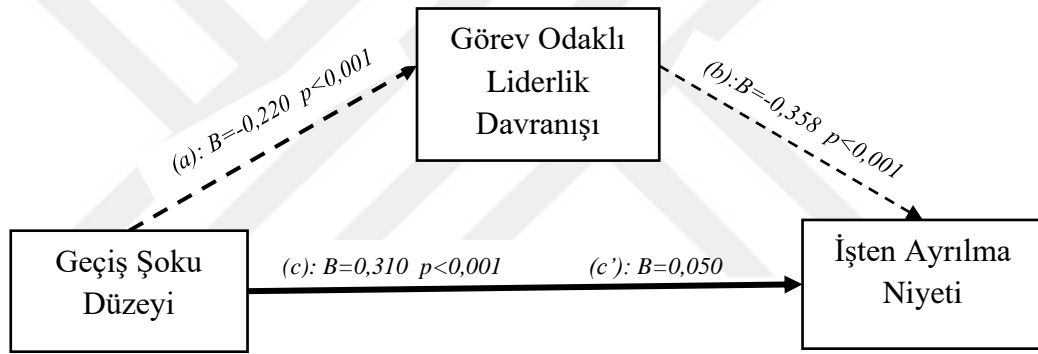 Görev Odaklı
Liderlik
Davranışı
(a): B=-0,220 p<0,001
(b):B=-0,358 p<0,001
Geçiş Şoku
Düzeyi
(c): B=0,310 p<0,001
(c’): B=0,050
İşten Ayrılma
Niyeti